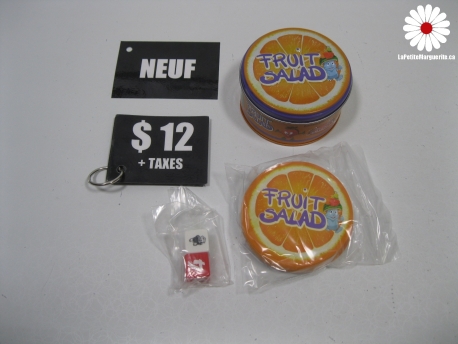 NEUF
$ 12
+ TAXES
FRUIT
SALAD
FRUIT
SALAD
LaPetiteMarguerite.ca